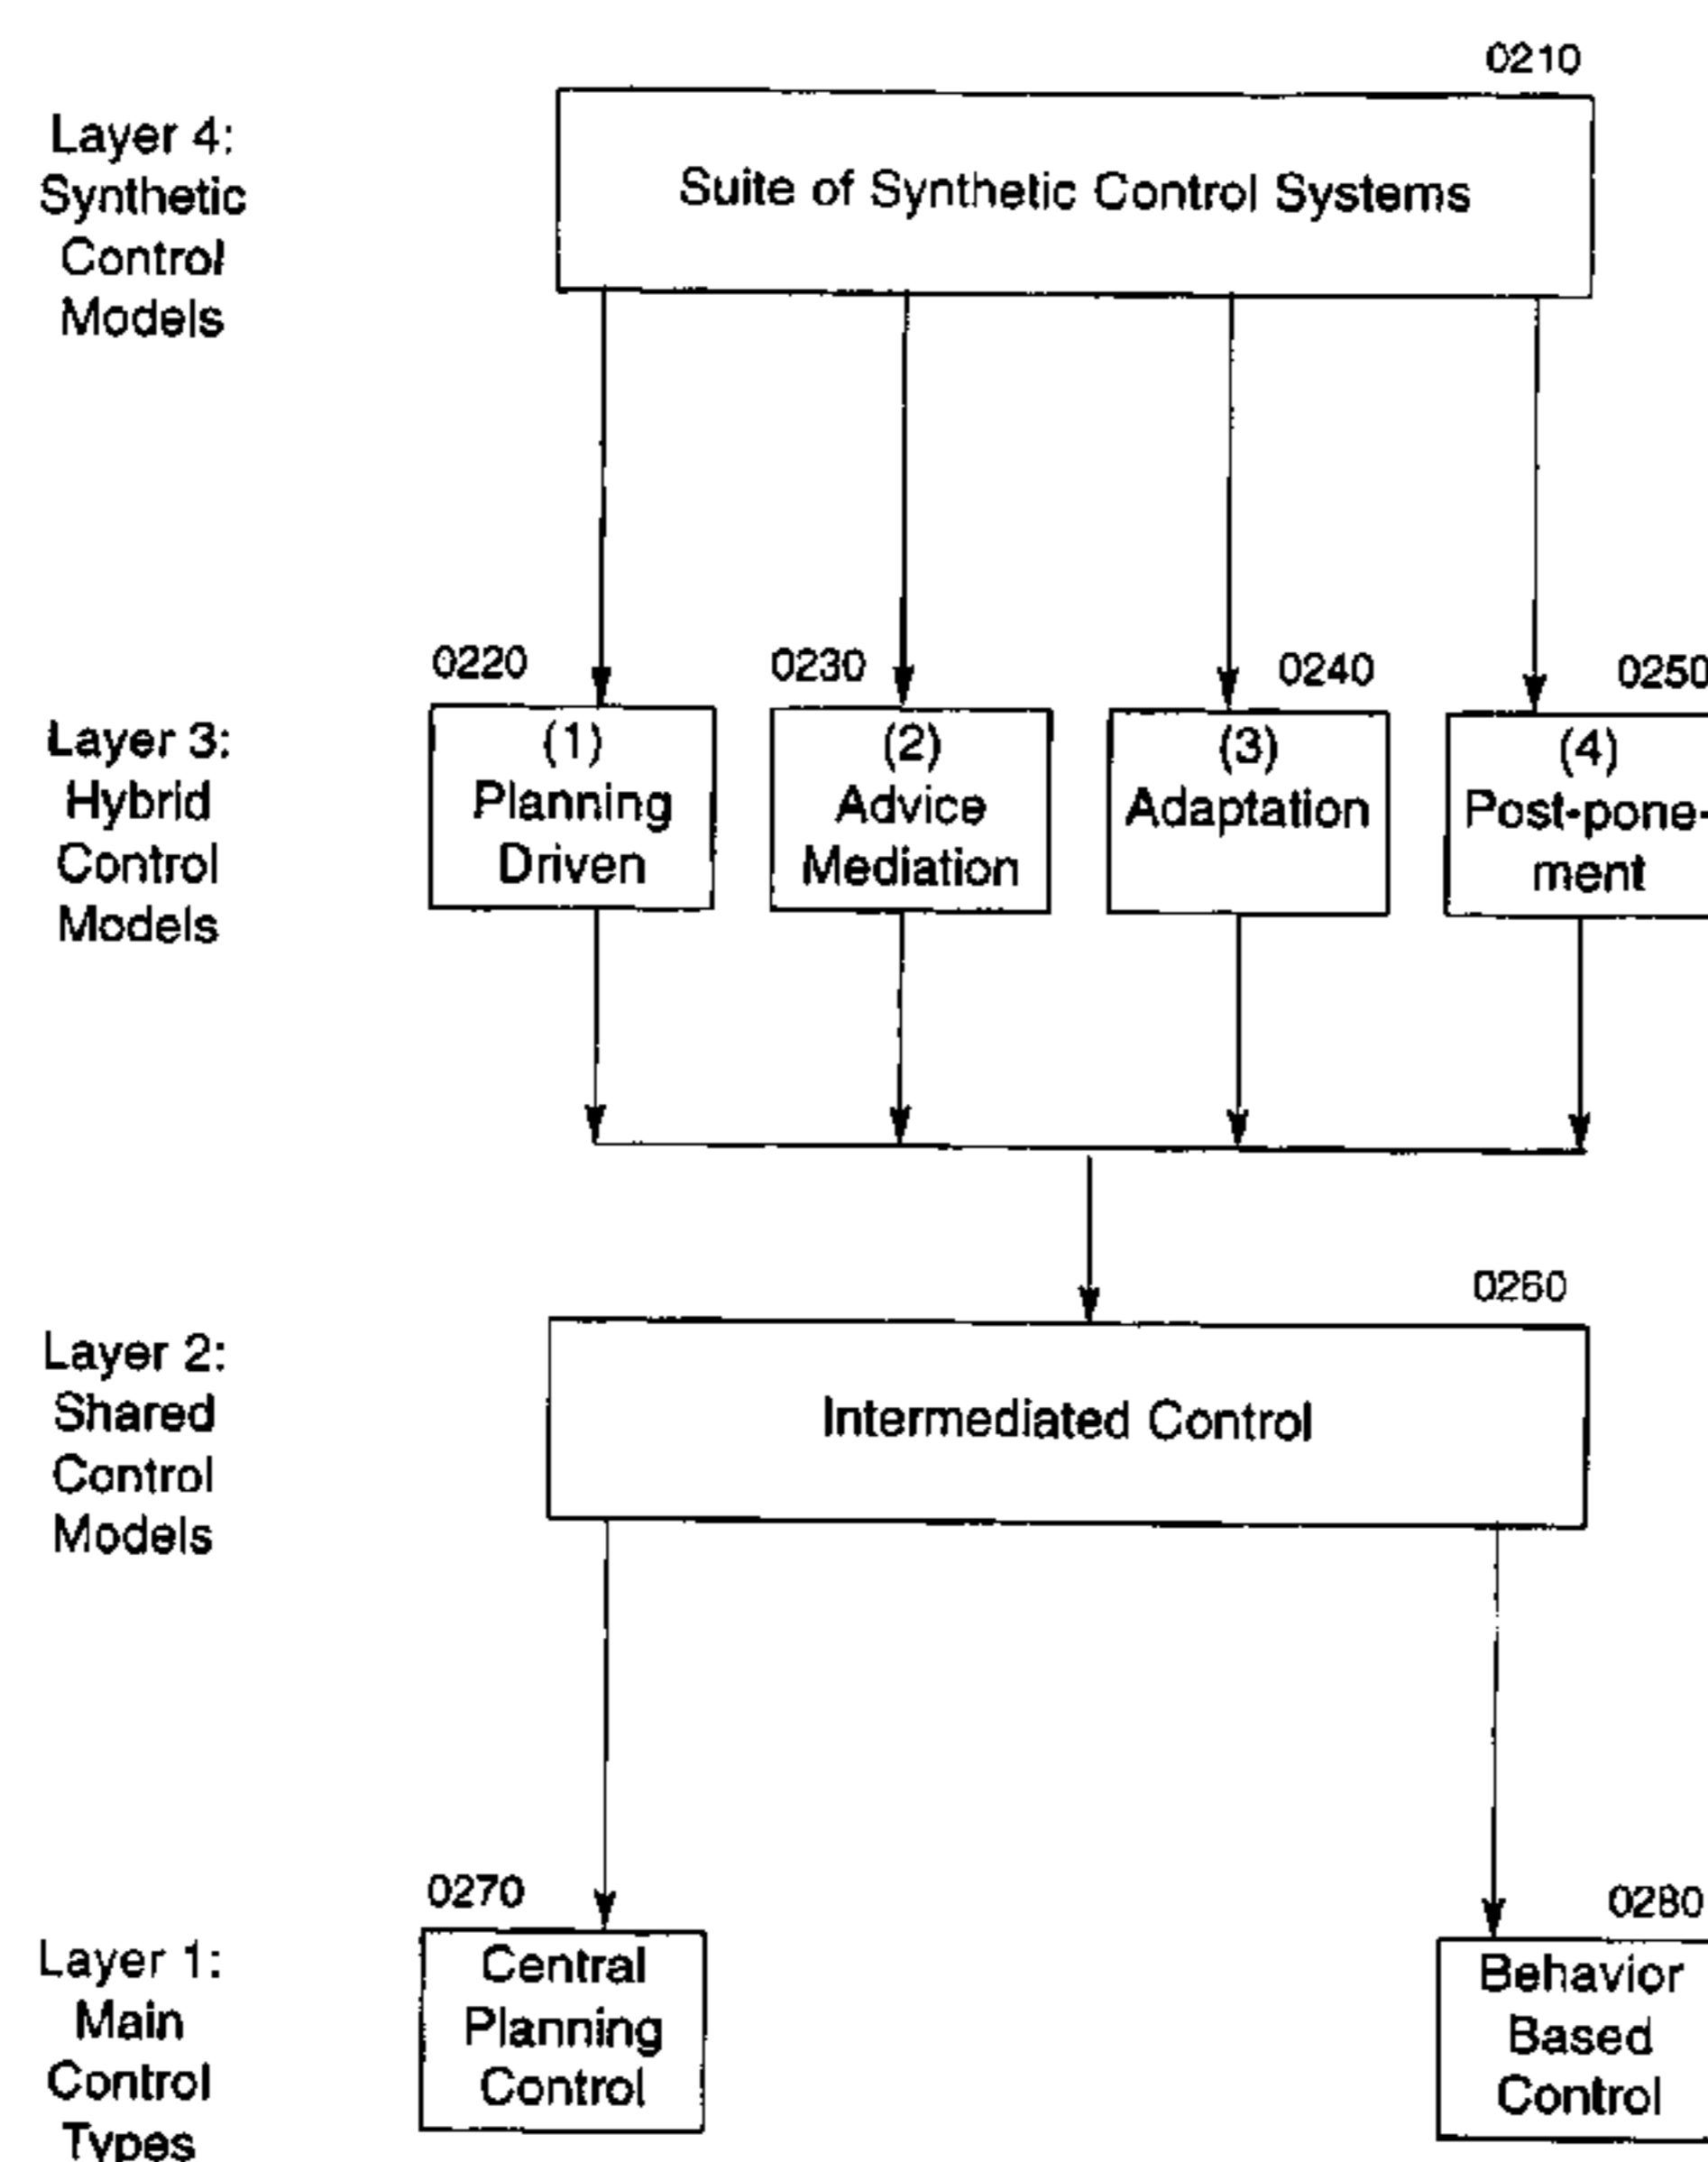 0210
Layer 4:
Synthetic
Control
Models
Suite of Synthetic Control Systems
0220
0230
0240
0250
Layer 3:
Hybrid
Control
Models
(1)
Planning
Driven
(2)
Advice
Mediation
(3)
Adaptation
(4)
Post-pone-
ment
0260
Layer 2:
Shared
Control
Models
Intermediated Control
0270
0280
Layer 1:
Main
Control
Types
Central
Planning
Control
Behavior
Based
Control